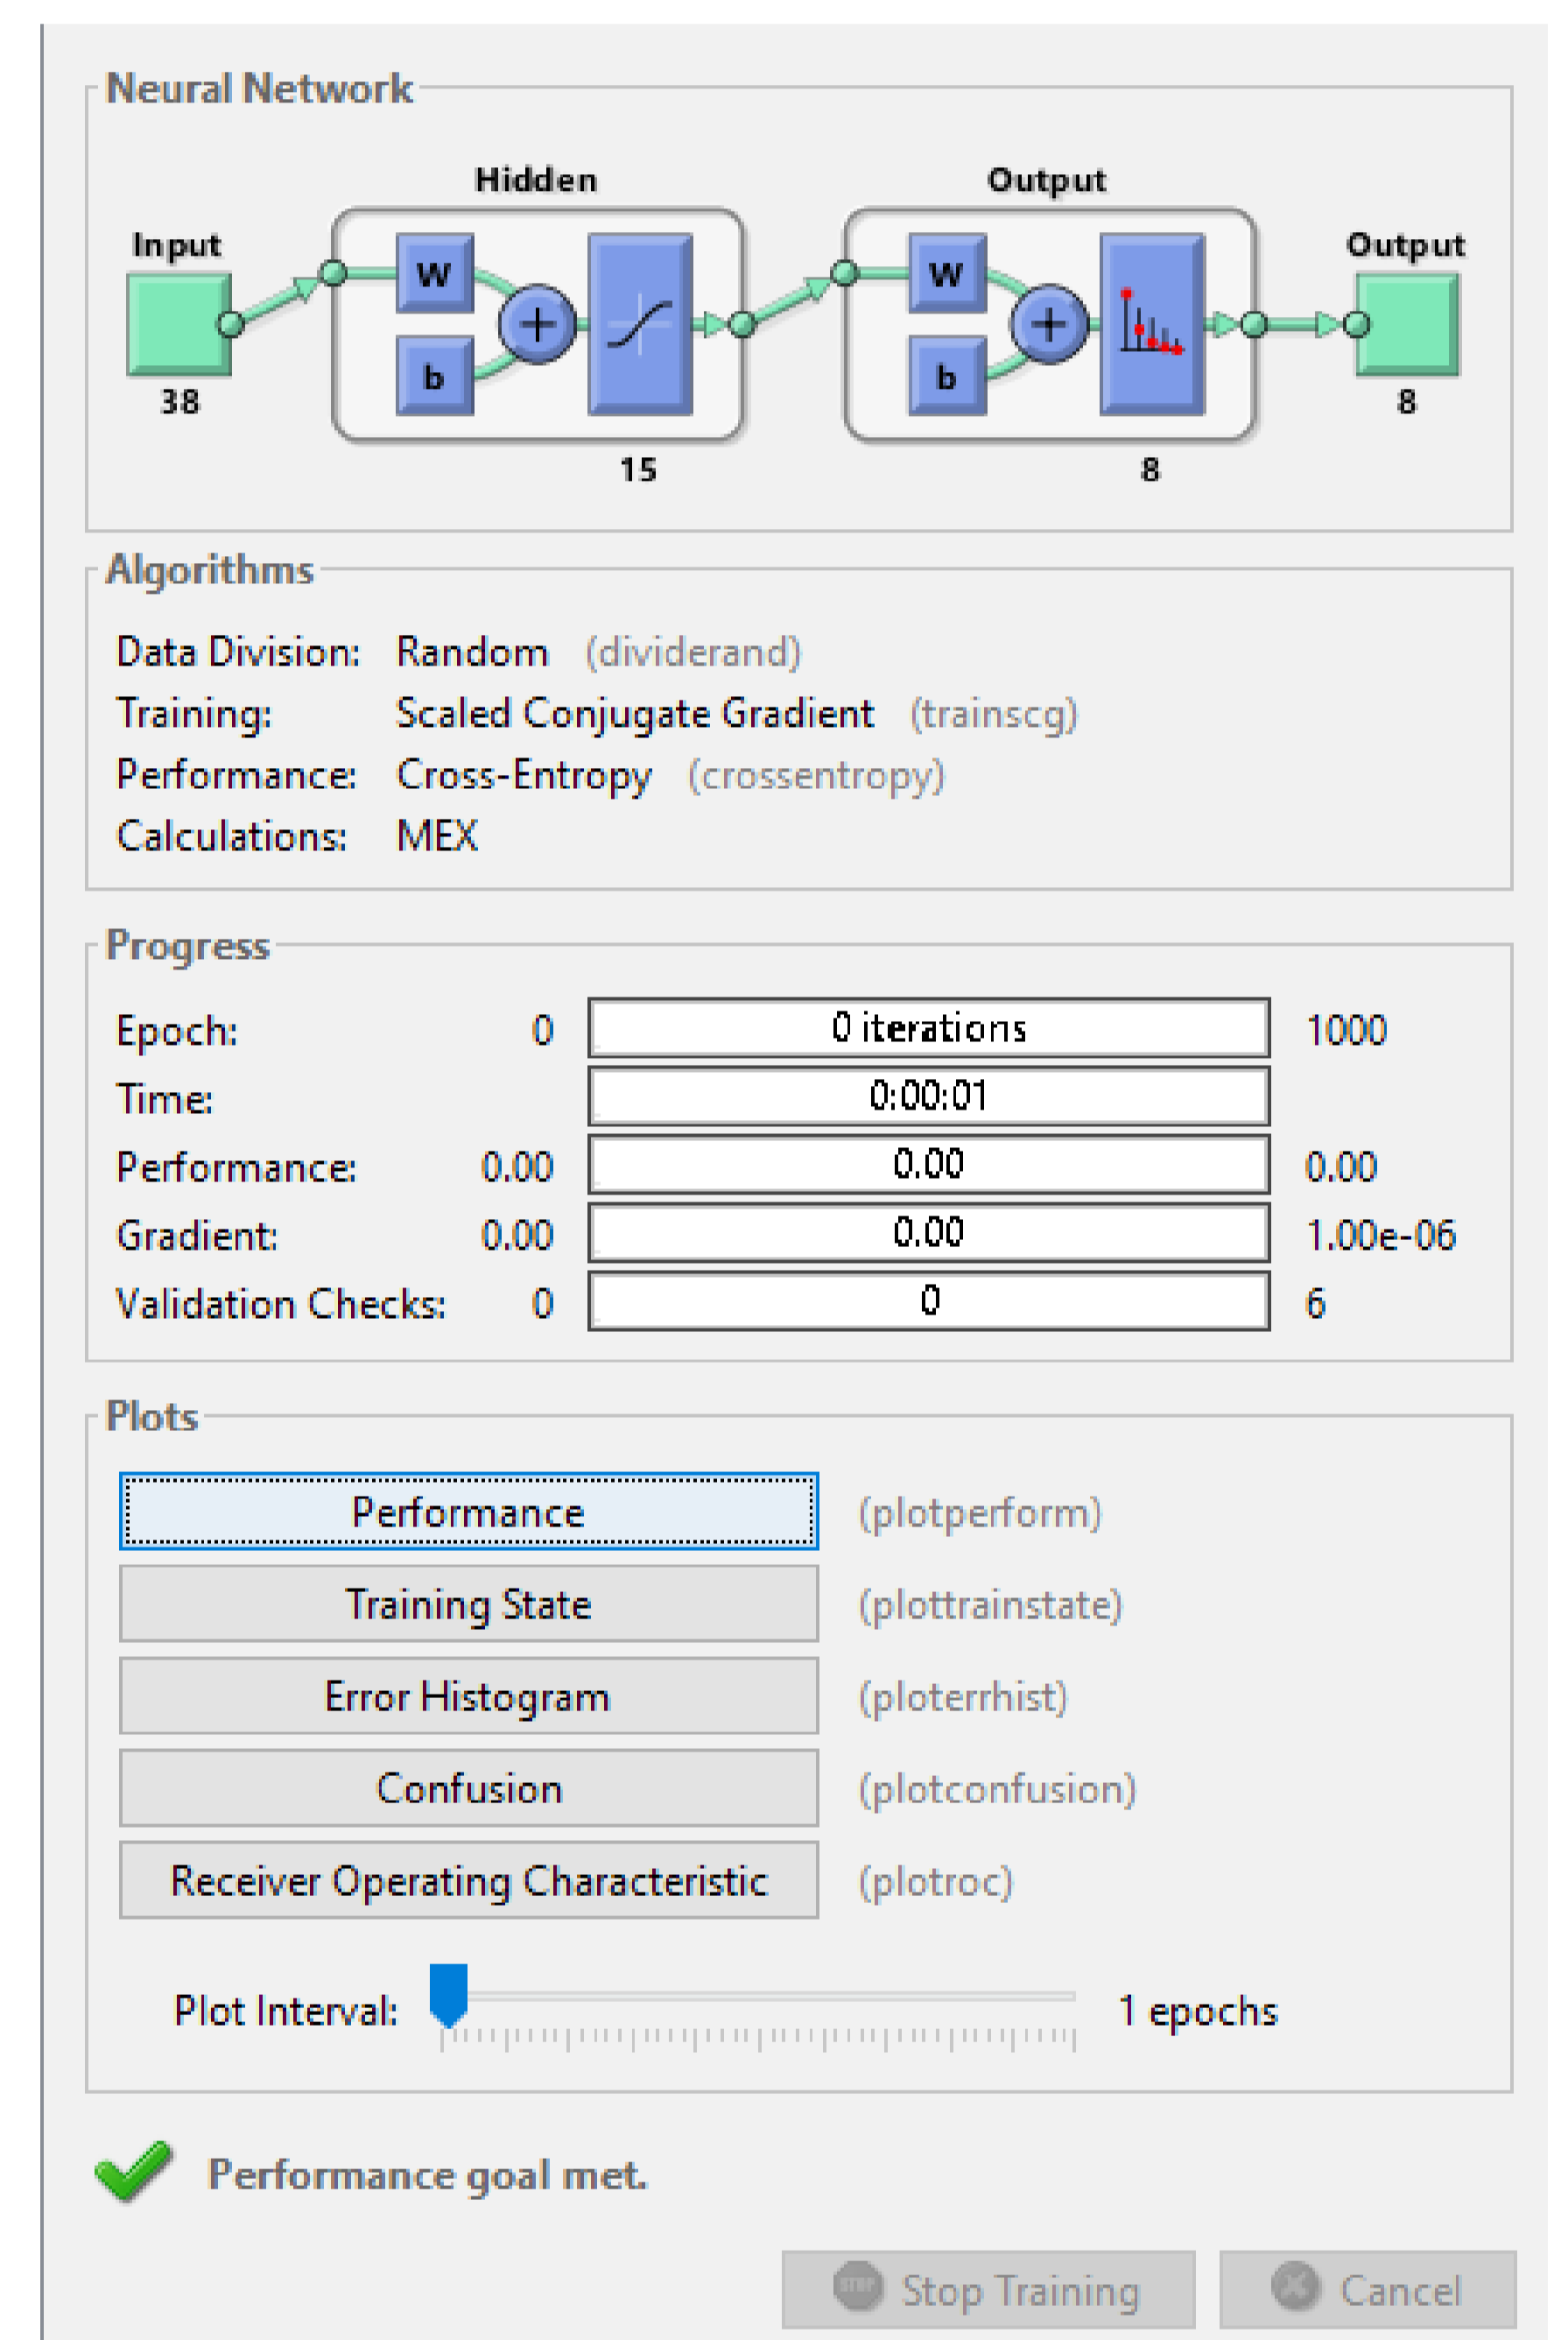 Neural Network
Hidden
Output
Input
Output
W
W
b
b
38
8
15
8
Algorithms
Data Division: Random (dividerand)
Training: Scaled Conjugate Gradient (trainscg)
Performance: Cross-Entropy (crossentropy)
Calculations: MEX
Progress
Epoch: 0 0 iterations 1000
Time: 0:00:01
Performance: 0.00 0.00 0.00
Gradient: 0.00 0.00 1.00e-06
Validation Checks: 0 0 6
Plots
Performance (plotperform)
Training State (plottrainstate)
Error Histogram (ploterrhist)
Confusion (plotconfusion)
Receiver Operating Characteristic (plotroc)
Plot Interval: 1 epochs
Performance goal met.
STOP Stop Training Cancel